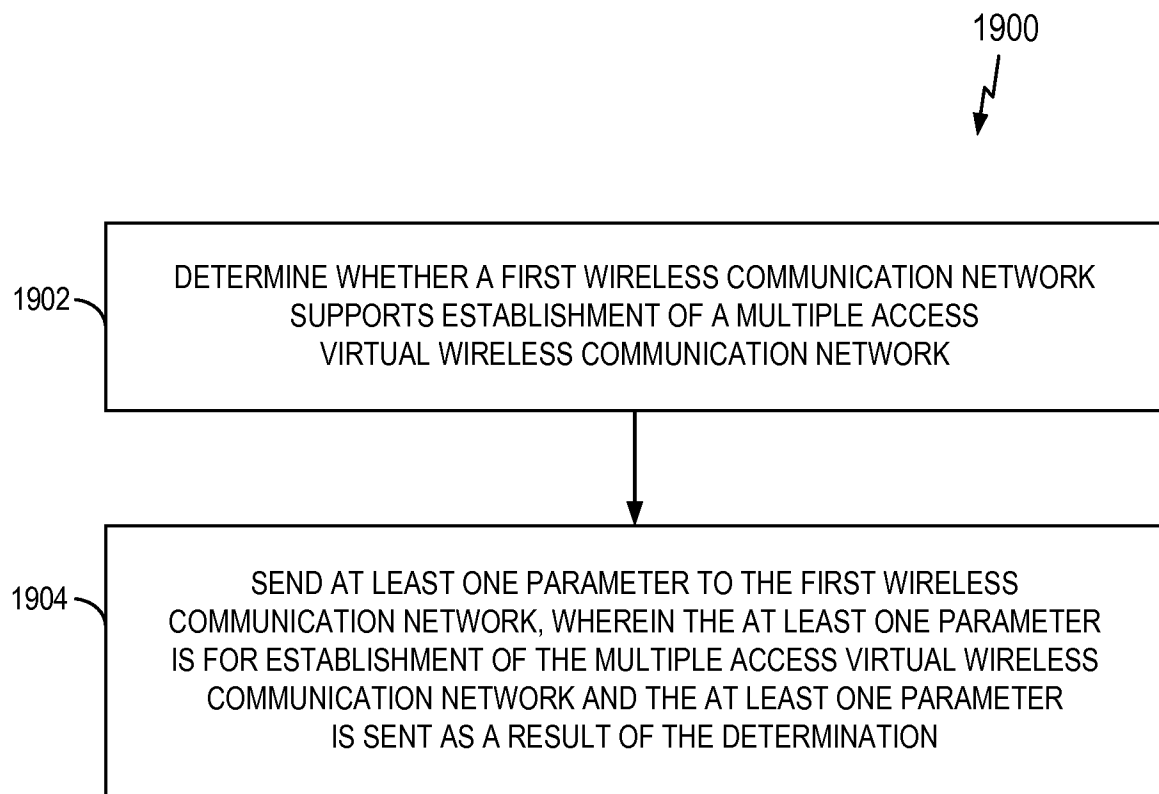 1900
1902
DETERMINE WHETHER A FIRST WIRELESS COMMUNICATION NETWORK
SUPPORTS ESTABLISHMENT OF A MULTIPLE ACCESS
VIRTUAL WIRELESS COMMUNICATION NETWORK
1904
SEND AT LEAST ONE PARAMETER TO THE FIRST WIRELESS
COMMUNICATION NETWORK, WHEREIN THE AT LEAST ONE PARAMETER
IS FOR ESTABLISHMENT OF THE MULTIPLE ACCESS VIRTUAL WIRELESS
COMMUNICATION NETWORK AND THE AT LEAST ONE PARAMETER
IS SENT AS A RESULT OF THE DETERMINATION